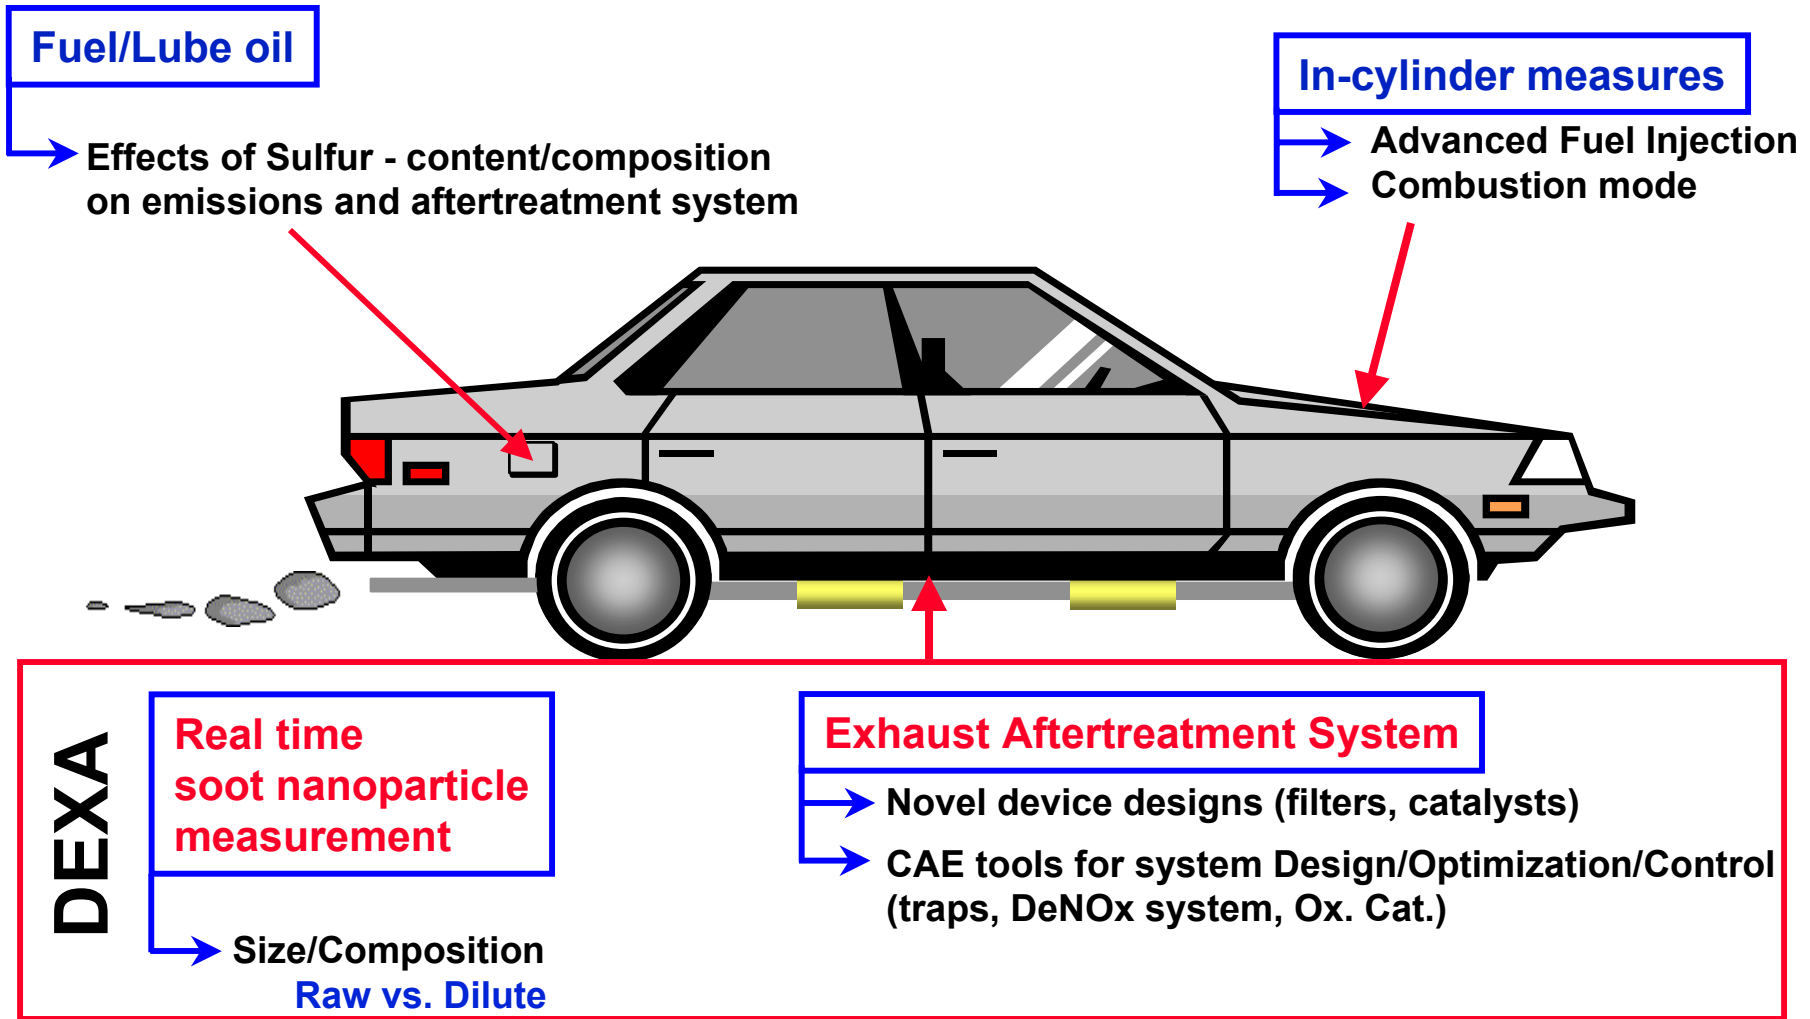 Fuel/Lube oil
Effects of Sulfur - content/composition
on emissions and aftertreatment system
In-cylinder measures
Advanced Fuel Injection
Combustion mode
DEXA
Real time
soot nanoparticle
measurement
Size/Composition
Raw vs. Dilute
Exhaust Aftertreatment System
Novel device designs (filters, catalysts)
CAE tools for system Design/Optimization/Control
(traps, DeNOx system, Ox. Cat.)